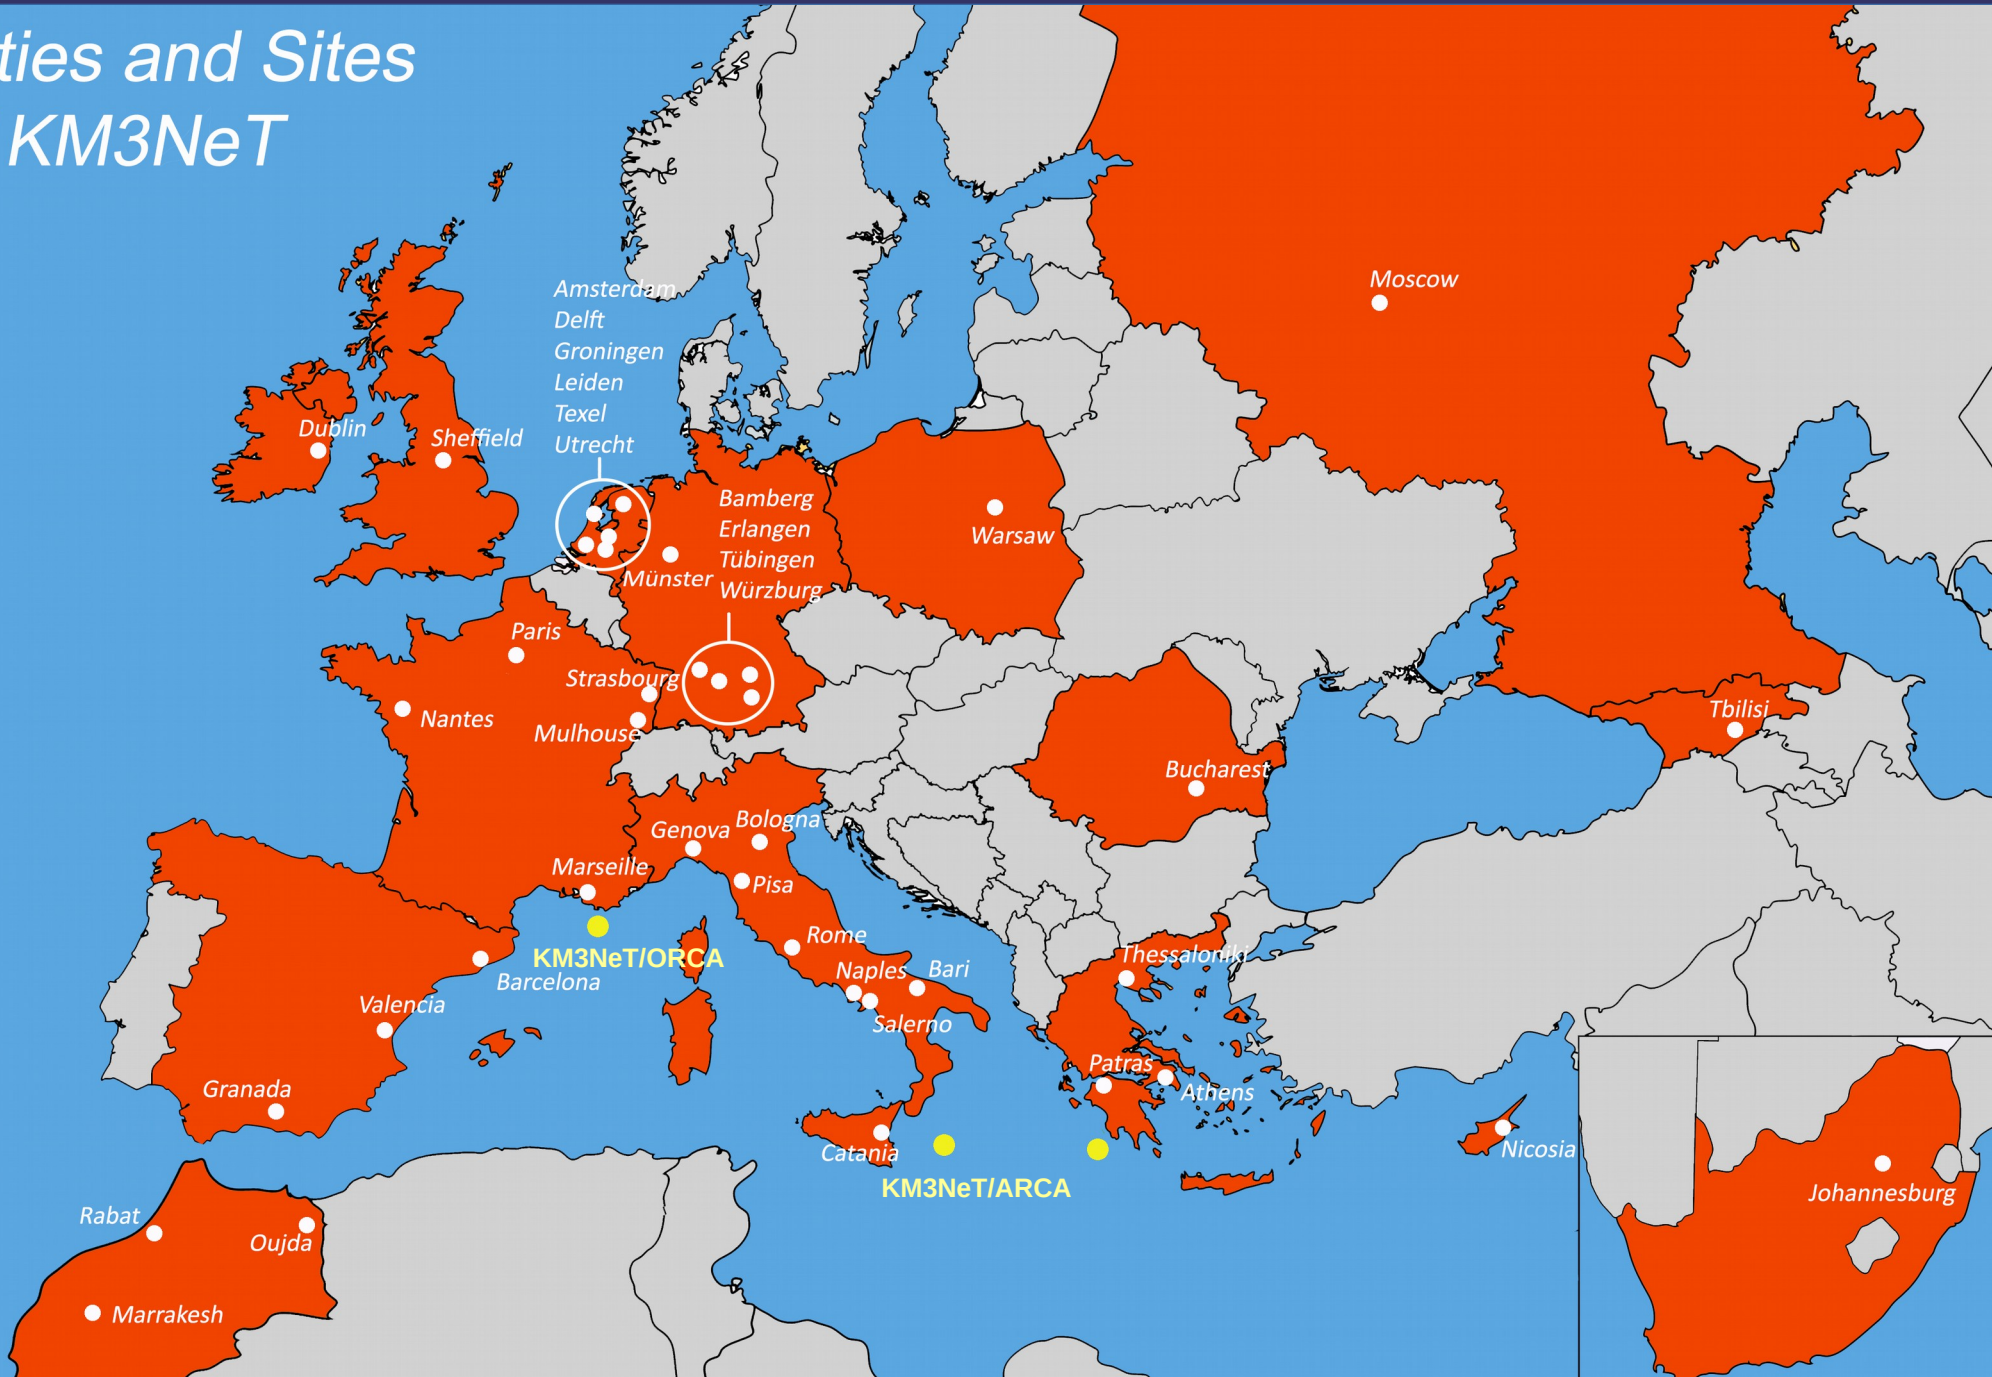 ties and Sites
KM3NeT
Amsterdam
Delft
Groningen
Leiden
Texel
Utrecht
Moscow
Dublin
Sheffield
Bamberg
Erlangen
Tübingen
Würzburg
Warsaw
Münster
Paris
Strasbourg
Nantes
Mulhouse
Tbilisi
Bucharest
Genova
Bologna
Marseille
Pisa
Rome
KM3NeT/ORCA
Thessaloniki
Naples
Bari
Barcelona
Valencia
Salerno
Patras
Athens
Granada
Catania
Nicosia
KM3NeT/ARCA
Johannesburg
Rabat
Oujda
Marrakesh